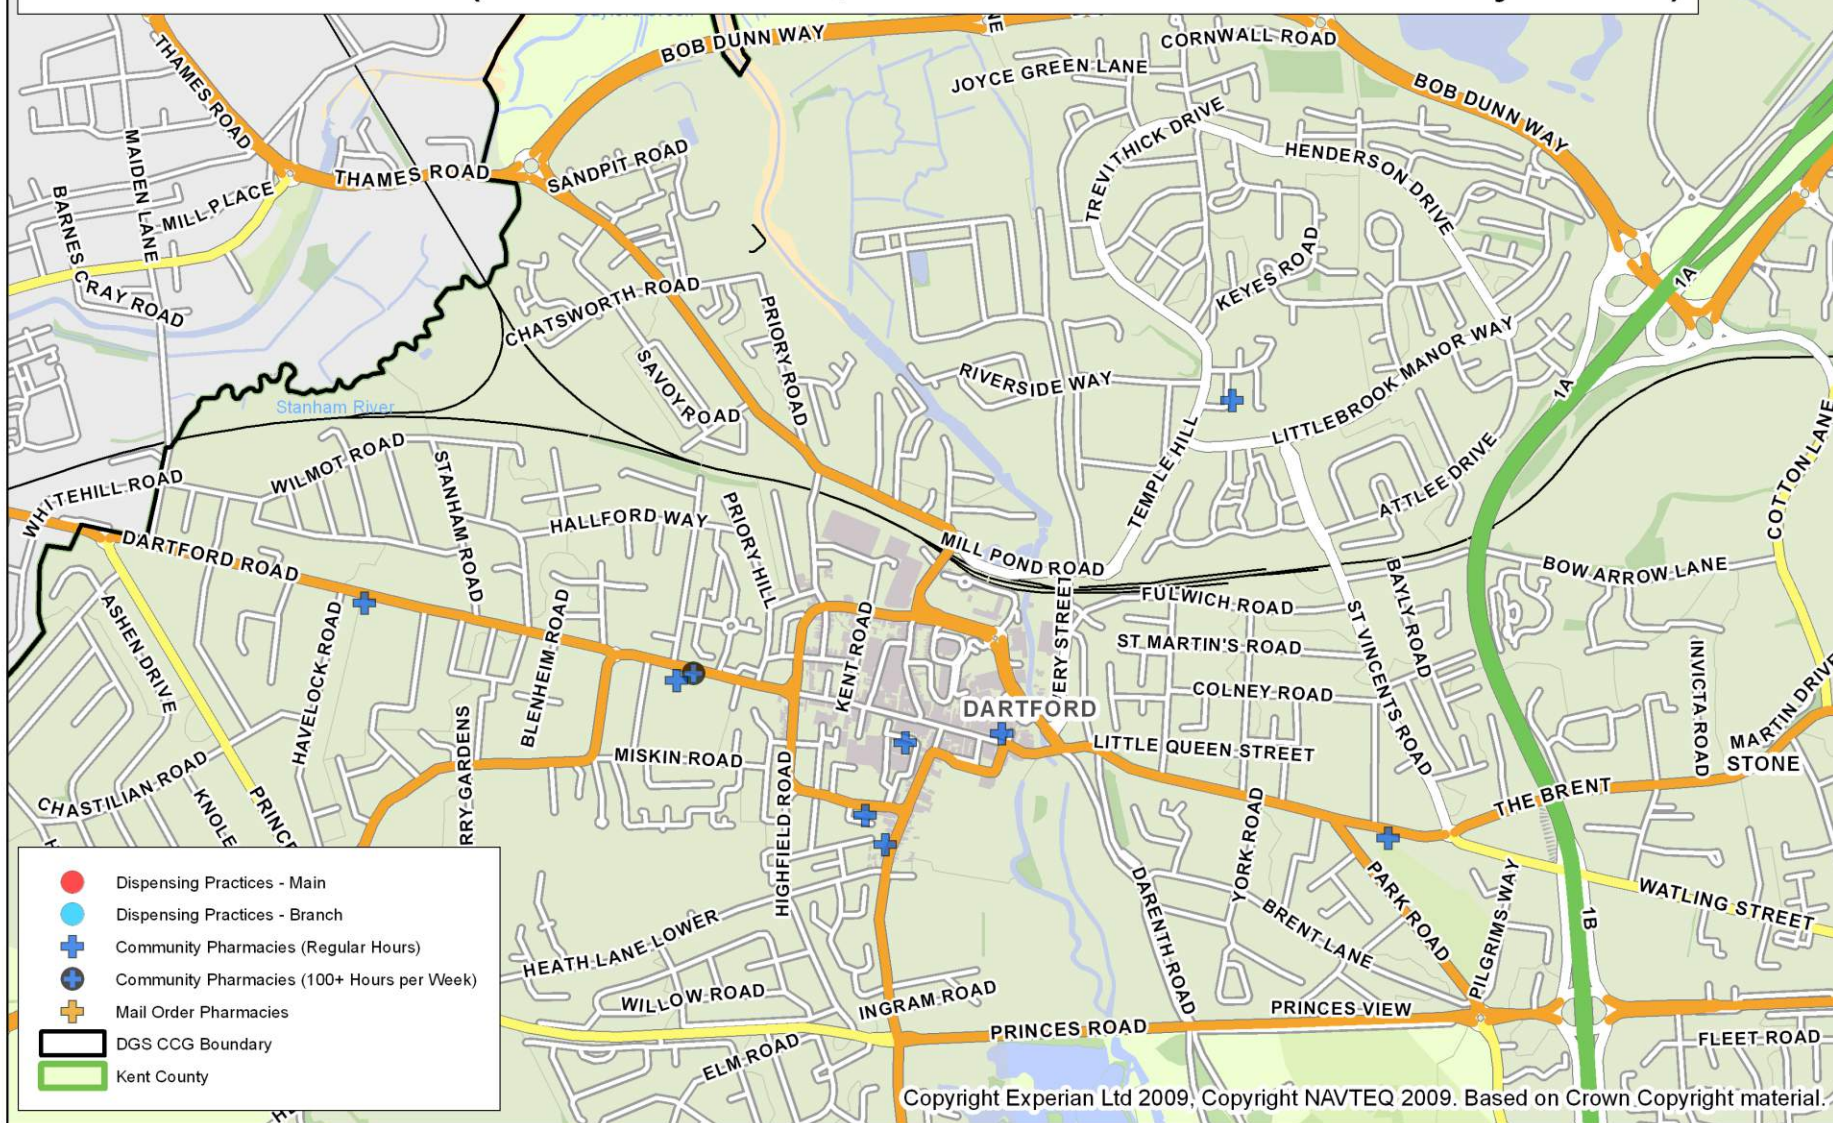 BOB DUNN WAY
CORNWALL ROAD
JOYCE GREEN LANE
BOB DUNN WAY
THAMES ROAD
MAIDEN LANE
THAMES ROAD
SANDPIT ROAD
TREVITHICK DRIVE
HENDERSON DRIVE
BARNES CRAY ROAD
MILL PLACE
KEYES ROAD
1A
CHATSWORTH ROAD
PRIORY ROAD
SAVOY ROAD
RIVERSIDE WAY
LITTLEBROOK MANOR WAY
1A
Stanham River
COTTON LANE
WHITEHILL ROAD
WILMOT ROAD
STANHAM ROAD
HALLFORD WAY
PRIORY HILL
TEMPLE HILL
ATTLEE DRIVE
DARTFORD ROAD
MILL POND ROAD
BOW ARROW LANE
BAYLY ROAD
FULWICH ROAD
ASHEN DRIVE
HAVELOCK ROAD
BLENHEIM ROAD
KENT ROAD
VERY STREET
ST MARTIN'S ROAD
ST VINCENTS ROAD
INVICTA ROAD
COLNEY ROAD
DARTFORD
MARTIN DRIVE
STONE
LITTLE QUEEN STREET
MISKIN ROAD
HIGHFIELD ROAD
RRY GARDENS
CHASTILIAN ROAD
KNOLE
PRINCE
THE BRENT
YORK ROAD
PARK ROAD
PILGRIMS WAY
WATLING STREET
1B
DARENTH ROAD
BRENT LANE
HEATH LANE LOWER
WILLOW ROAD
INGRAM ROAD
PRINCES VIEW
PRINCES ROAD
FLEET ROAD
ELM ROAD
Dispensing Practices - Main
Dispensing Practices - Branch
Community Pharmacies (Regular Hours)
Community Pharmacies (100+ Hours per Week)
Mail Order Pharmacies
DGS CCG Boundary
Kent County
Copyright Experian Ltd 2009, Copyright NAVTEQ 2009. Based on Crown Copyright material.